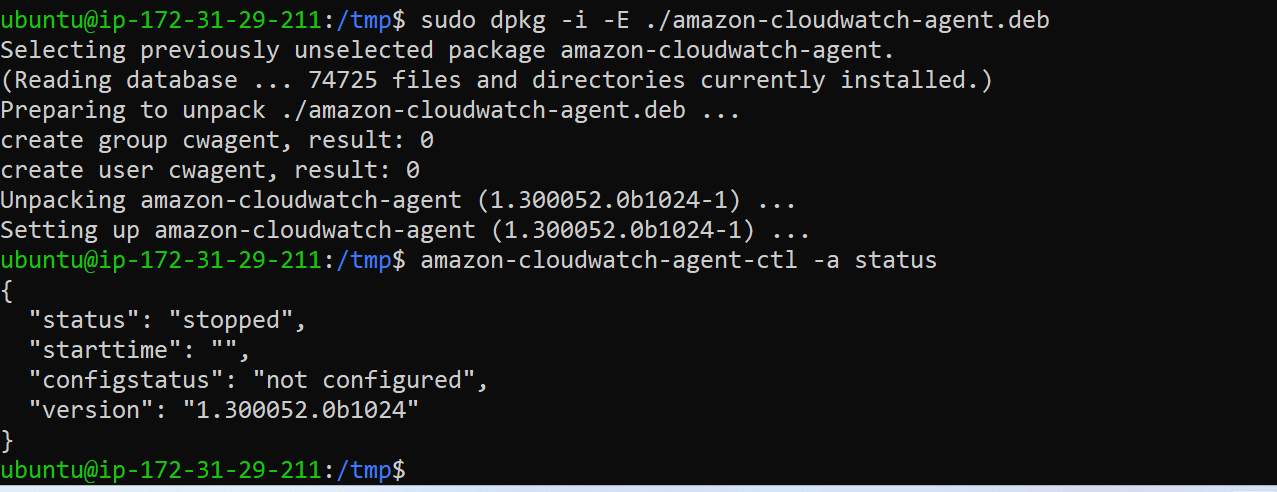 ubuntu@ip-172-31-29-211:/tmp$ sudo dpkg -i -E ./amazon-cloudwatch-agent.deb
Selecting previously unselected package amazon-cloudwatch-agent.
(Reading database ... 74725 files and directories currently installed.)
Preparing to unpack ./amazon-cloudwatch-agent.deb ...
create group cwagent, result: 0
create user cwagent, result: 0
Unpacking amazon-cloudwatch-agent (1.300052.0b1024-1) ...
Setting up amazon-cloudwatch-agent (1.300052.0b1024-1) ...
ubuntu@ip-172-31-29-211:/tmp$ amazon-cloudwatch-agent-ctl -a status
{
  "status": "stopped",
  "starttime": "",
  "configstatus": "not configured",
  "version": "1.300052.0b1024"
}
ubuntu@ip-172-31-29-211:/tmp$